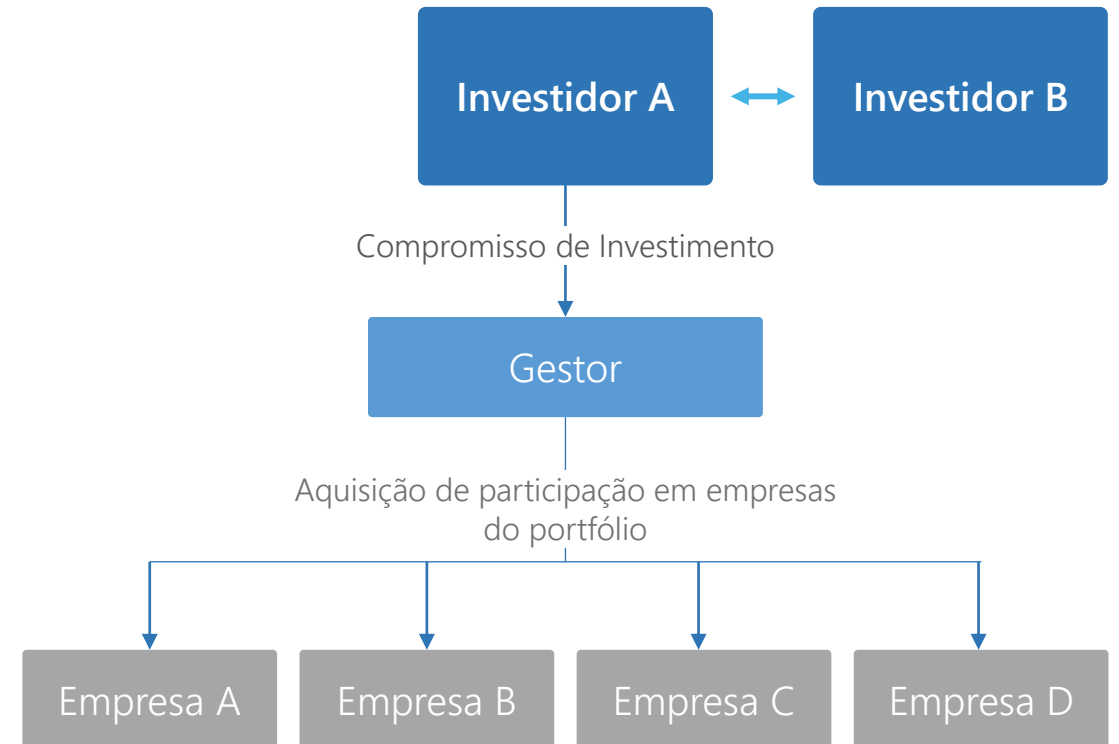 Investidor A
Investidor B
Compromisso de Investimento
Gestor
Aquisição de participação em empresas
do portfólio
Empresa A
Empresa B
Empresa C
Empresa D